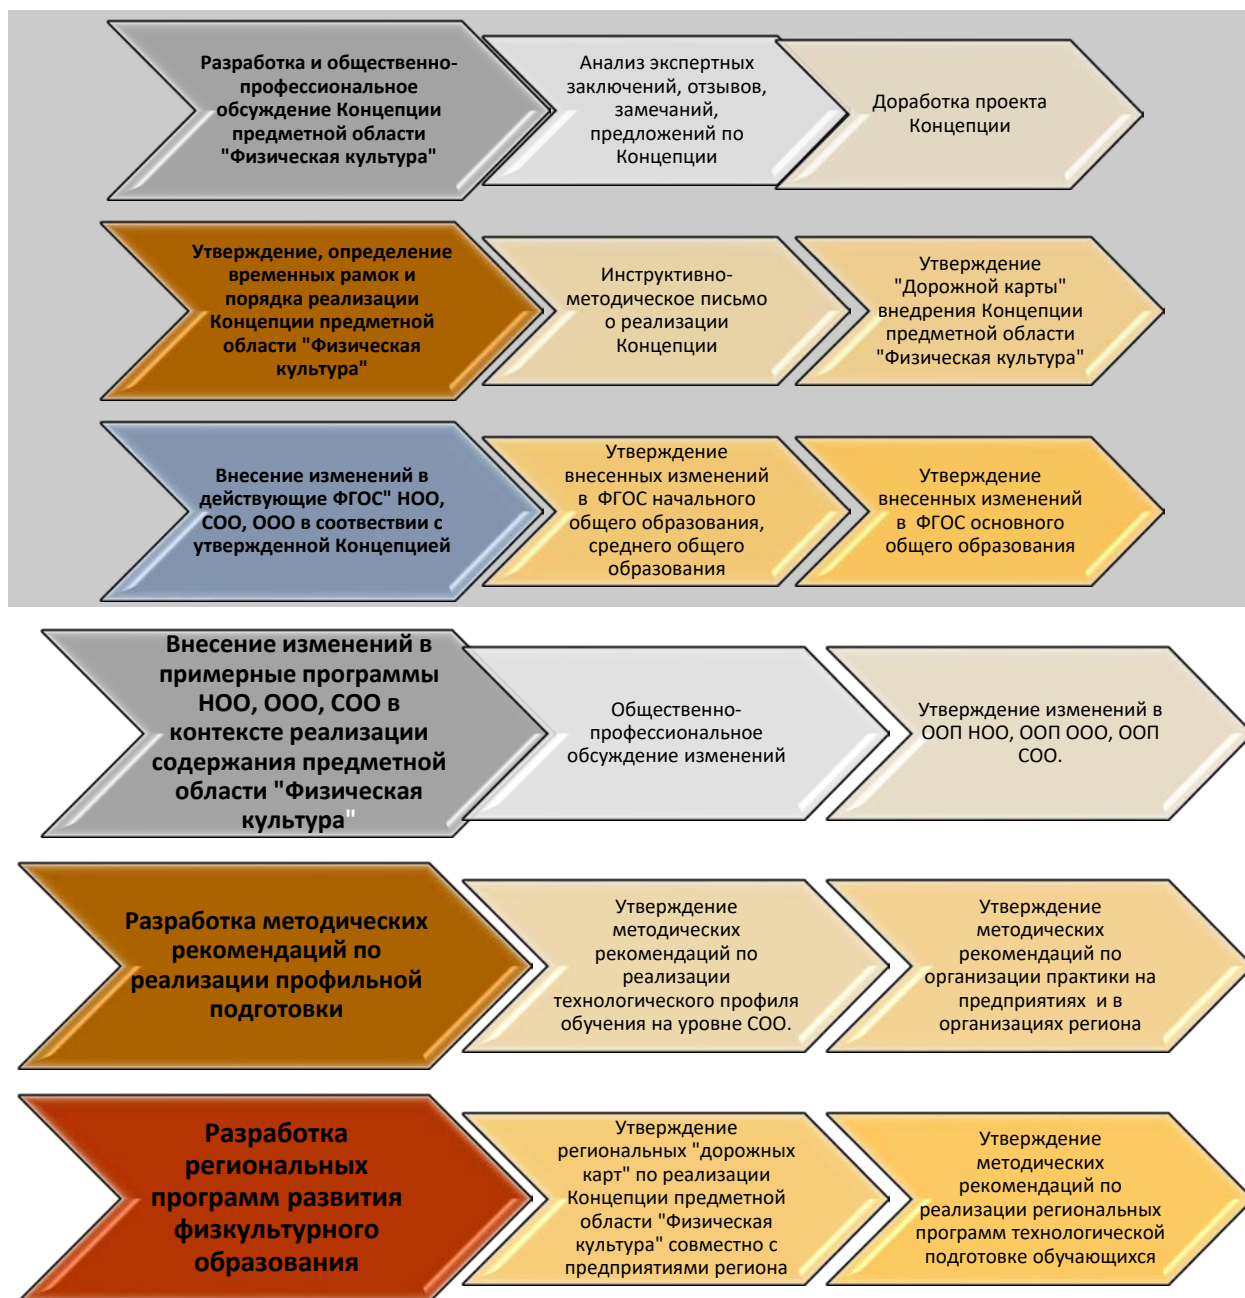 Разработка и общественно-
профессиональное
обсуждение Концепции
предметной области
"Физическая культура"
Анализ экспертных
заключений, отзывов,
замечаний,
предложений по
Концепции
Доработка проекта
Концепции
Утверждение, определение
временных рамок и
порядка реализации
Концепции предметной
области "Физическая
культура"
Инструктивно-
методическое письмо
о реализации
Концепции
Утверждение
"Дорожной карты"
внедрения Концепции
предметной области
"Физическая культура"
Внесение изменений в
действующие ФГОС" НОО,
СОО, ООО в соотвествии с
утвержденной Концепцией
Утверждение
внесенных изменений
в ФГОС начального
общего образования,
среднего общего
образования
Утверждение
внесенных изменений
в ФГОС основного
общего образования
Внесение изменений в
примерные программы
НОО, ООО, СОО в
контексте реализации
содержания предметной
области "Физическая
культура"
Общественно-
профессиональное
обсуждение изменений
Утверждение изменений в
ООП НОО, ООП ООО, ООП
СОО.
Разработка методических
рекомендаций по
реализации профильной
подготовки
Утверждение
методических
рекомендаций по
реализации
технологического профиля
обучения на уровне СОО.
Утверждение
методических
рекомендаций по
организации практики на
предприятиях и в
организациях региона
Разработка
региональных
программ развития
физкультурного
образования
Утверждение
региональных "дорожных
карт" по реализации
Концепции предметной
области "Физическая
культура" совместно с
предприятиями региона
Утверждение
методических
рекомендаций по
реализации региональных
программ технологической
подготовке обучающихся